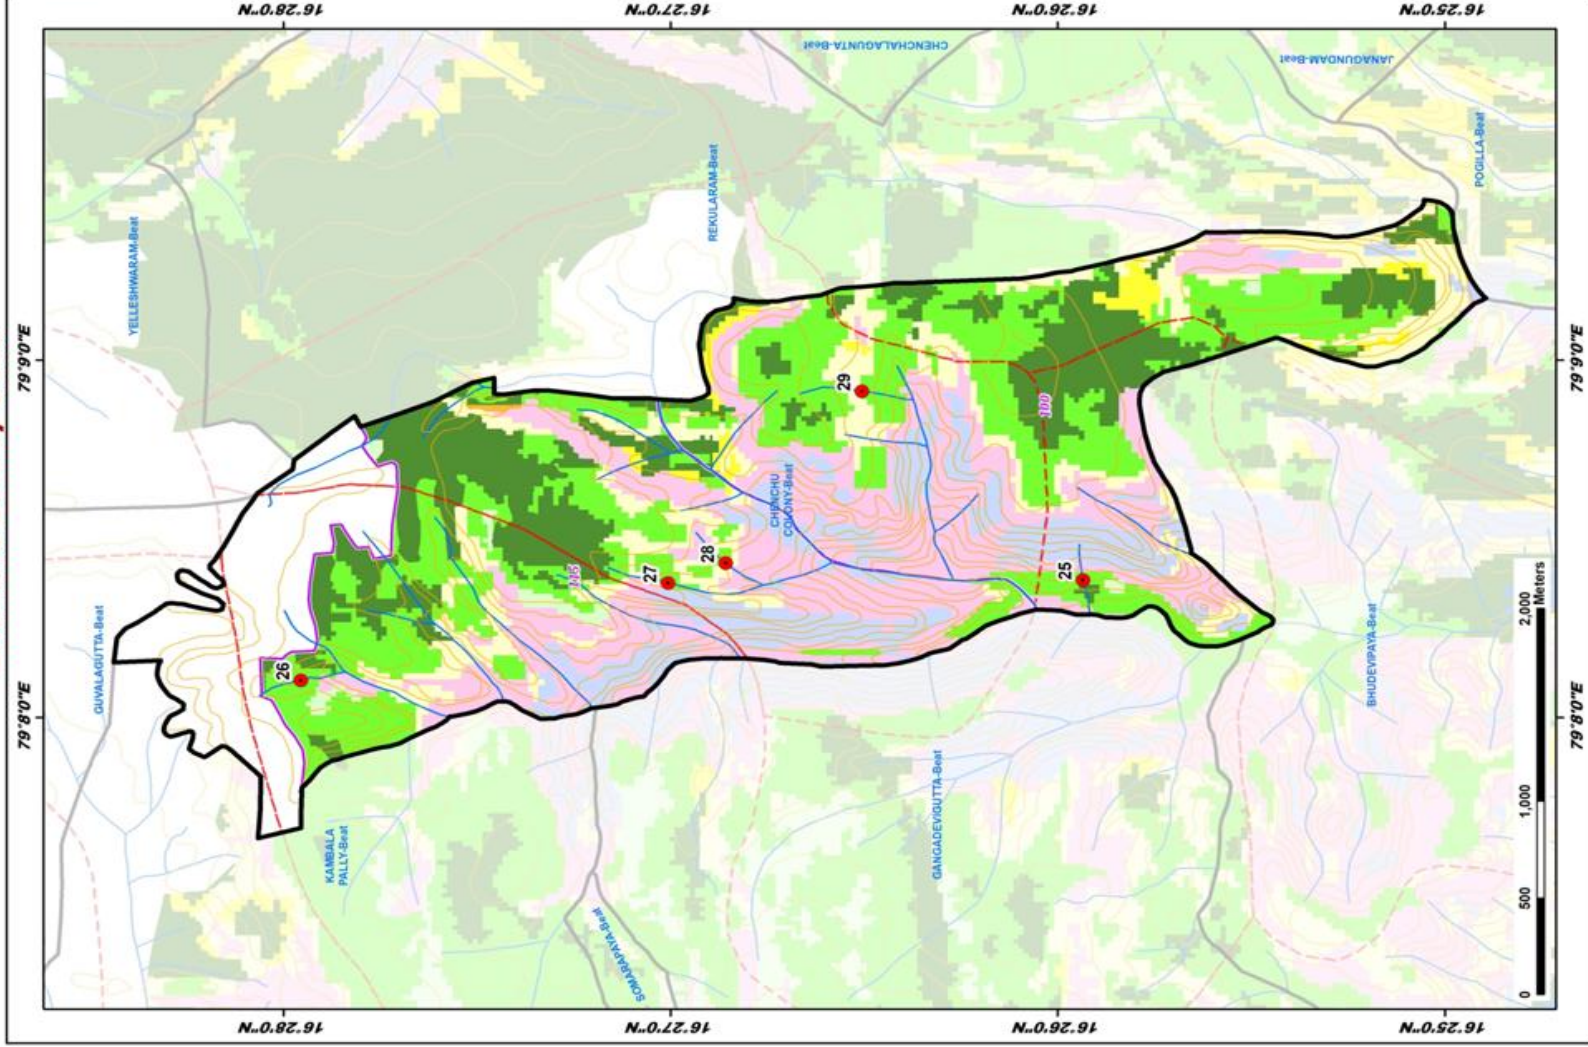 16°28'0"N
16°27'0"N
16°26'0"N
16°25'0"N
CHENCHALAGUNTA-Beat
JANAGUNDAM-Beat
YELLESHWARAM-Beat
REKULARAM-Beat
POGILLA-Beat
79°9'0"E
79°9'0"E
29
100
CHENCHU
COLONY-Beat
28
27
115
25
GUVALAGUTTA-Beat
26
BHUDEVIPAYA-Beat
79°8'0"E
79°8'0"E
KAMBALA
PALLY-Beat
GANGADEVIGUTTA-Beat
SOMARAPAYA-Beat
0
500
1,000
2,000
Meters
16°28'0"N
16°27'0"N
16°26'0"N
16°25'0"N